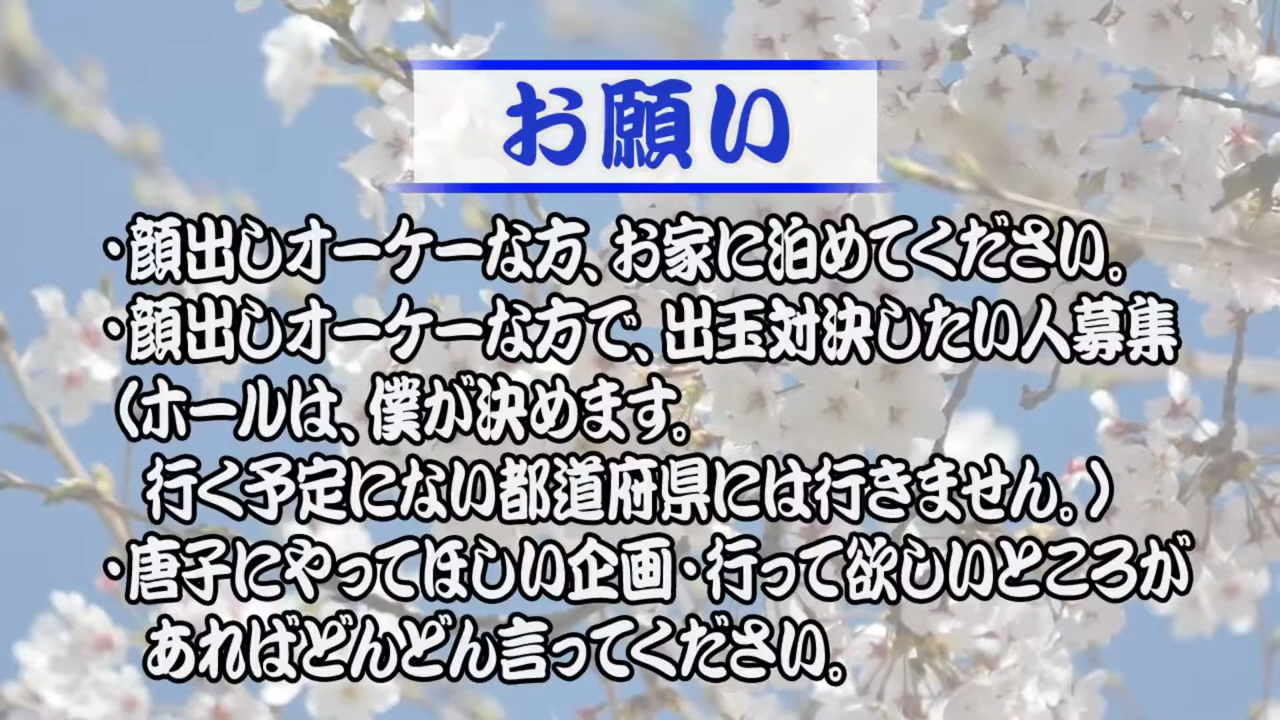 お願い
・顔出しオーケーな方、お家に泊めてください。
・顔出しオーケーな方で、出玉対決したい人募集
(ホールは、僕が決めます。
行く予定にない都道府県には行きません。)
・唐子にやってほしい企画・行って欲しいところが
あればどんどん言ってください。